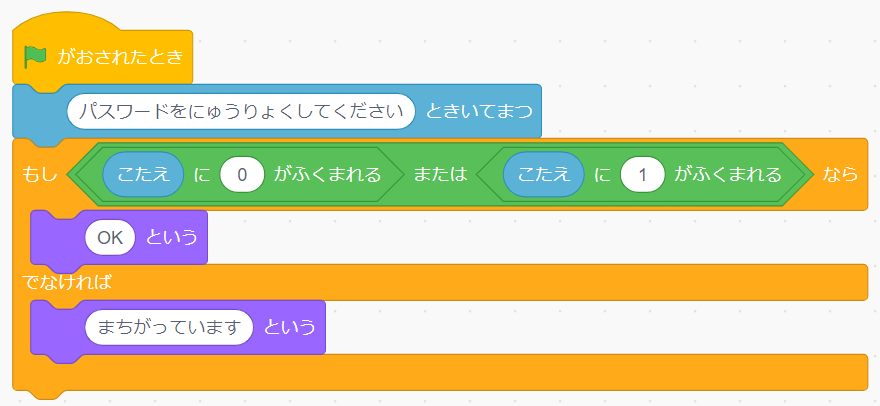 がおされたとき
パスワードをにゅうりょくしてください ときいてまつ
もし こたえ に 0 がふくまれる または こたえ に 1 がふくまれる なら
OK という
でなければ
まちがっています という